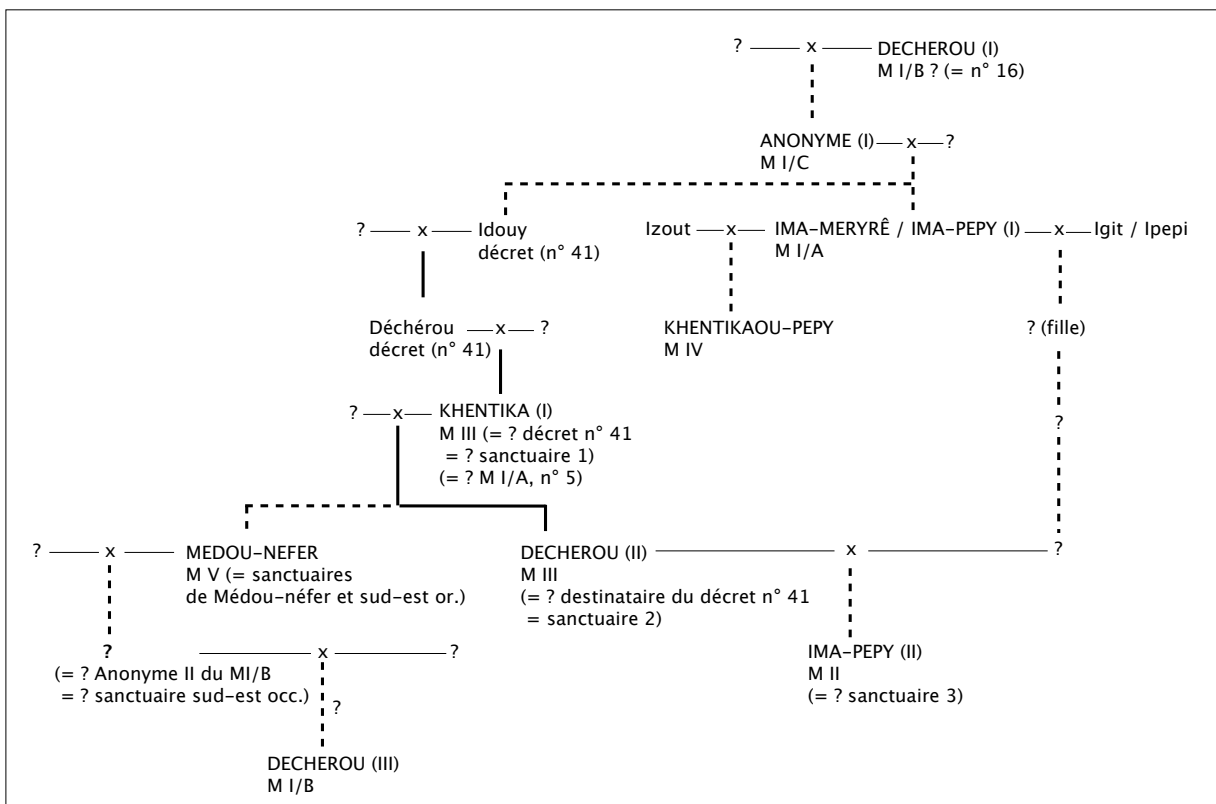 ? x DECHEROU (I)
M I/B ? (= n° 16)
ANONYME (I) x ?
M I/C
? x Idouy
décret (n° 41)
Izout x IMA-MERYRÊ / IMA-PEPY (I) x Igit / Ipepi
M I/A
Déchérou x ?
décret (n° 41)
KHENTIKAOU-PEPY
M IV
? (fille)
? x KHENTIKA (I)
M III (= ? décret n° 41
= ? sanctuaire 1)
(= ? M I/A, n° 5)
?
? x MEDOU-NEFER
M V (= sanctuaires
de Médou-néfer et sud-est or.)
DECHEROU (II) x ?
M III
(= ? destinataire du décret n° 41
= sanctuaire 2)
? x ?
(= ? Anonyme II du MI/B
= ? sanctuaire sud-est occ.)
?
IMA-PEPY (II)
M II
(= ? sanctuaire 3)
DECHEROU (III)
M I/B